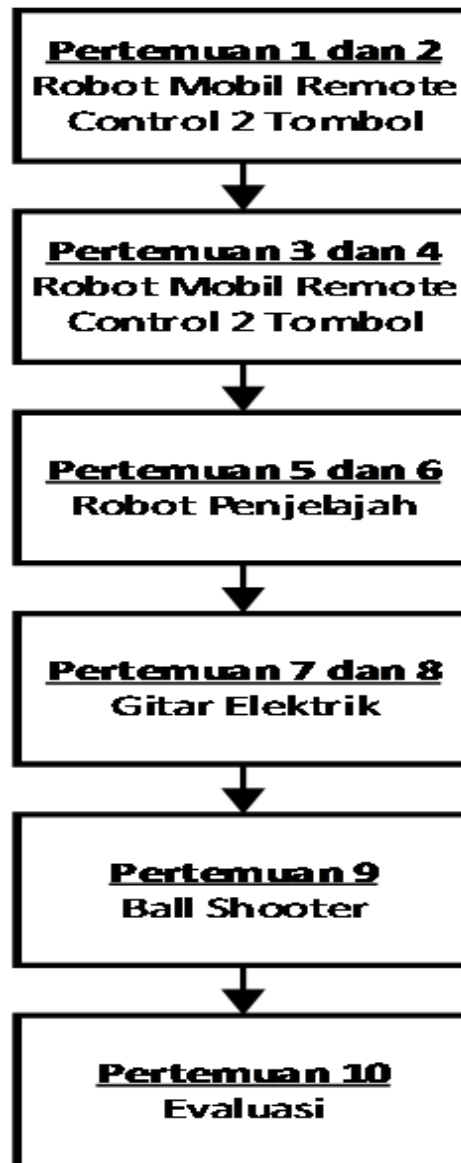 Pertemuan 1 dan 2
Robot Mobil Remote
Control 2 Tombol
Pertemuan 3 dan 4
Robot Mobil Remote
Control 2 Tombol
Pertemuan 5 dan 6
Robot Penjelajah
Pertemuan 7 dan 8
Gitar Elektrik
Pertemuan 9
Ball Shooter
Pertemuan 10
Evaluasi